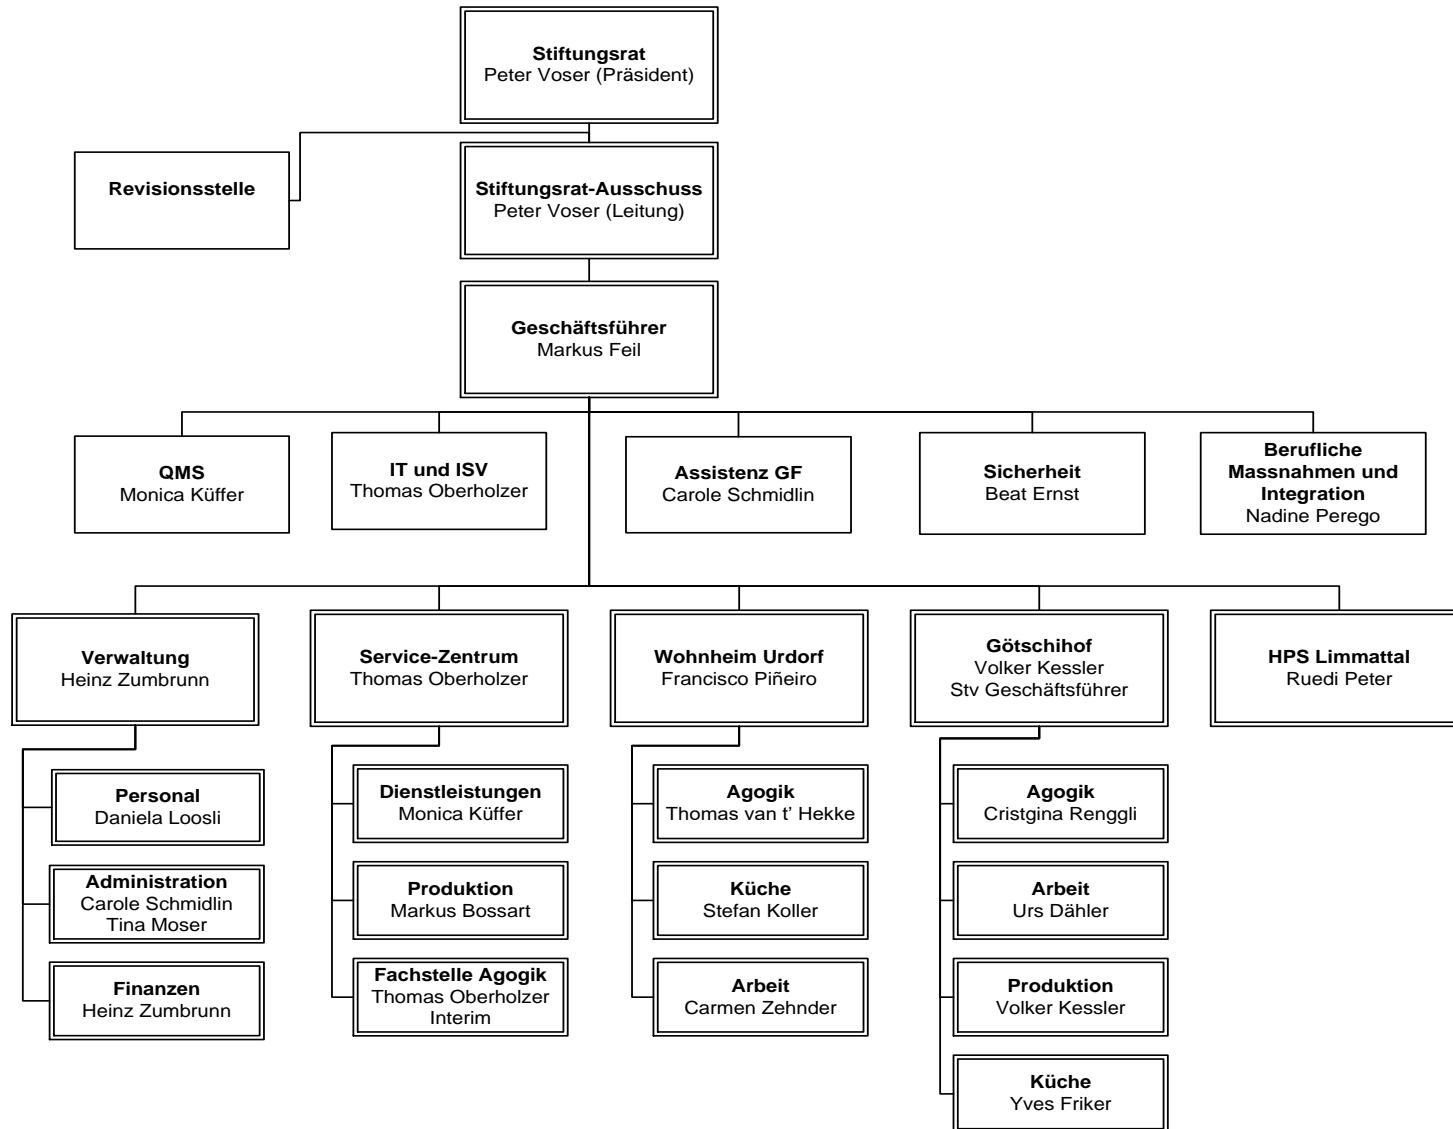 Stiftungsrat
Peter Voser (Präsident)
Revisionsstelle
Stiftungsrat-Ausschuss
Peter Voser (Leitung)
Geschäftsführer
Markus Feil
QMS
Monica Küffer
IT und ISV
Thomas Oberholzer
Assistenz GF
Carole Schmidlin
Sicherheit
Beat Ernst
Berufliche
Massnahmen und
Integration
Nadine Perego
Verwaltung
Heinz Zumbrunn
Service-Zentrum
Thomas Oberholzer
Wohnheim Urdorf
Francisco Piñeiro
Götschihof
Volker Kessler
Stv Geschäftsführer
HPS Limmattal
Ruedi Peter
Personal
Daniela Loosli
Administration
Carole Schmidlin
Tina Moser
Finanzen
Heinz Zumbrunn
Dienstleistungen
Monica Küffer
Produktion
Markus Bossart
Fachstelle Agogik
Thomas Oberholzer
Interim
Agogik
Thomas van t' Hekke
Küche
Stefan Koller
Arbeit
Carmen Zehnder
Agogik
Cristgina Renggli
Arbeit
Urs Dähler
Produktion
Volker Kessler
Küche
Yves Friker